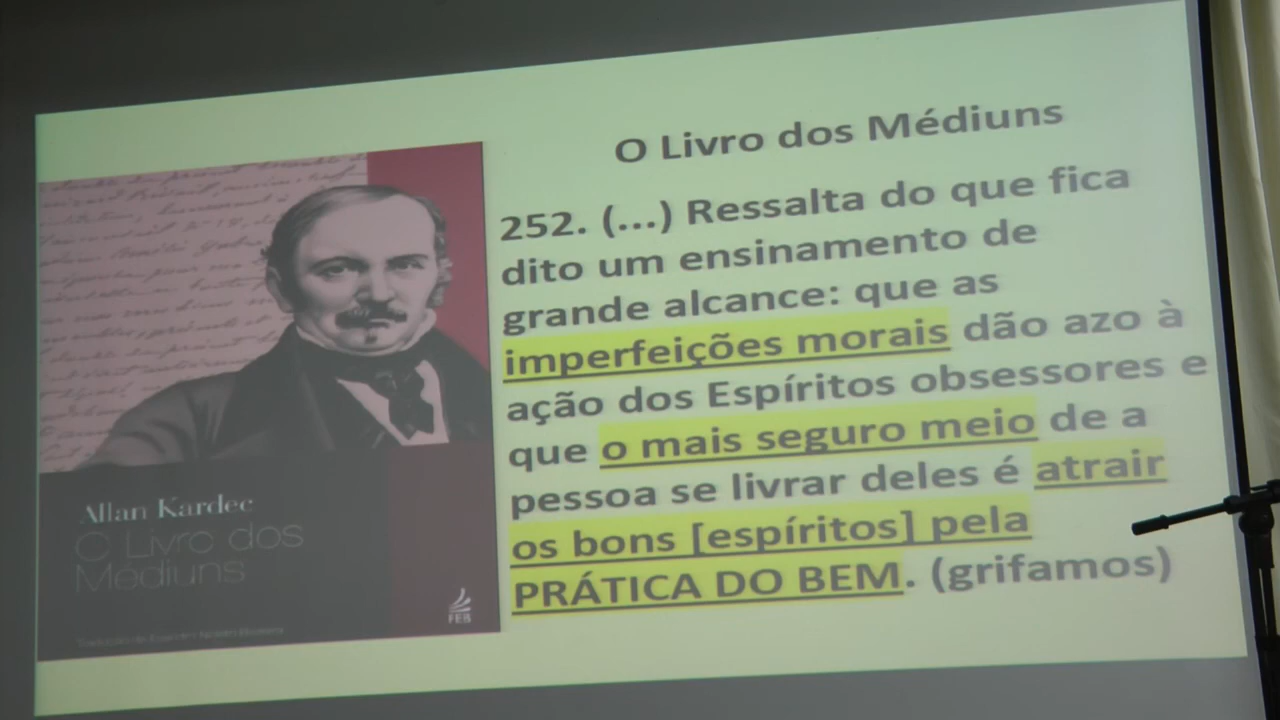 O Livro dos Médiuns
252. (...) Ressalta do que fica
dito um ensinamento de
grande alcance: que as
imperfeições morais dão azo à
ação dos Espíritos obsessores e
que o mais seguro meio de a
pessoa se livrar deles é atrair
os bons [espíritos] pela
PRÁTICA DO BEM. (grifamos)
Allan Kardec
O Livro dos
Médiuns
FEB